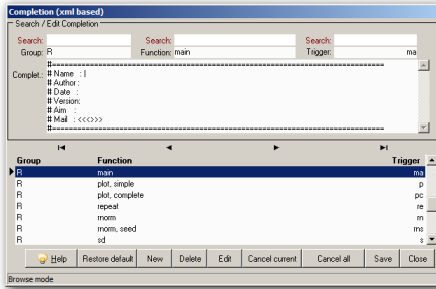 Completion (xml based)
Search / Edit Completion
Search: Search: Search:
Group: R Function: main Trigger: ma
Complet.: #==========================================================
# Name : |
# Author :
# Date :
# Version:
# Aim :
# Mail : <<<>>>
#==========================================================
Group Function Trigger
R main ma
R plot, simple p
R plot, complete pc
R repeat re
R rnorm rn
R rnorm, seed rns
R sd s
Help Restore default New Delete Edit Cancel current Cancel all Save Close
Browse mode